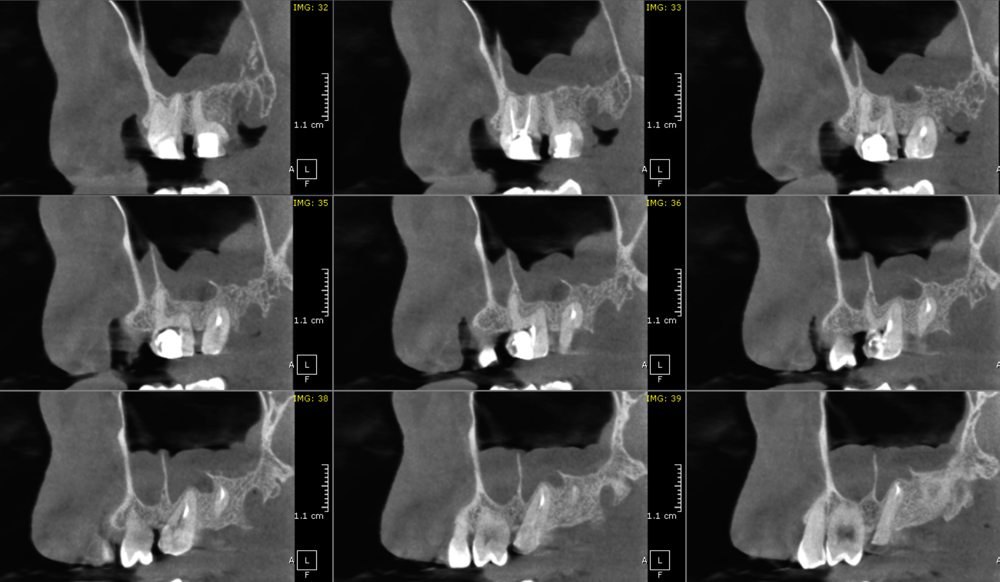 IMG: 32
IMG: 33
1.1 cm
1.1 cm
A L
A L
A
F
F
IMG: 35
IMG: 36
1.1 cm
1.1 cm
A L
A L
A
F
F
IMG: 38
IMG: 39
1.1 cm
1.1 cm
A L
A L
A
F
F